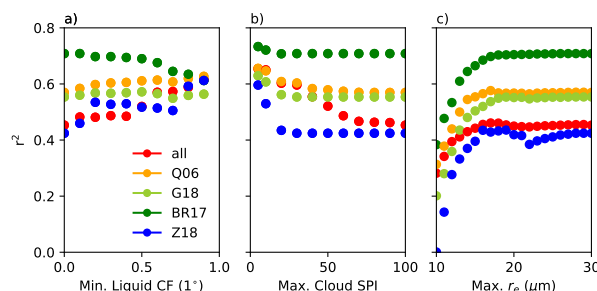 a) b) c)
0.8
0.6
0.4
0.2
0.0
r²
all
Q06
G18
BR17
Z18
0.0 0.5 1.0 0 50 100 10 20 30
Min. Liquid CF (1°) Max. Cloud SPI Max. rₑ (μm)